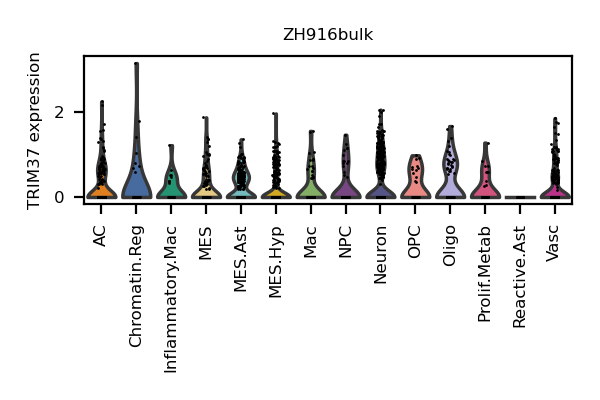 ZH916bulk
TRIM37 expression
2
0
AC
Chromatin.Reg
Inflammatory.Mac
MES
MES.Ast
MES.Hyp
Mac
NPC
Neuron
OPC
Oligo
Prolif.Metab
Reactive.Ast
Vasc